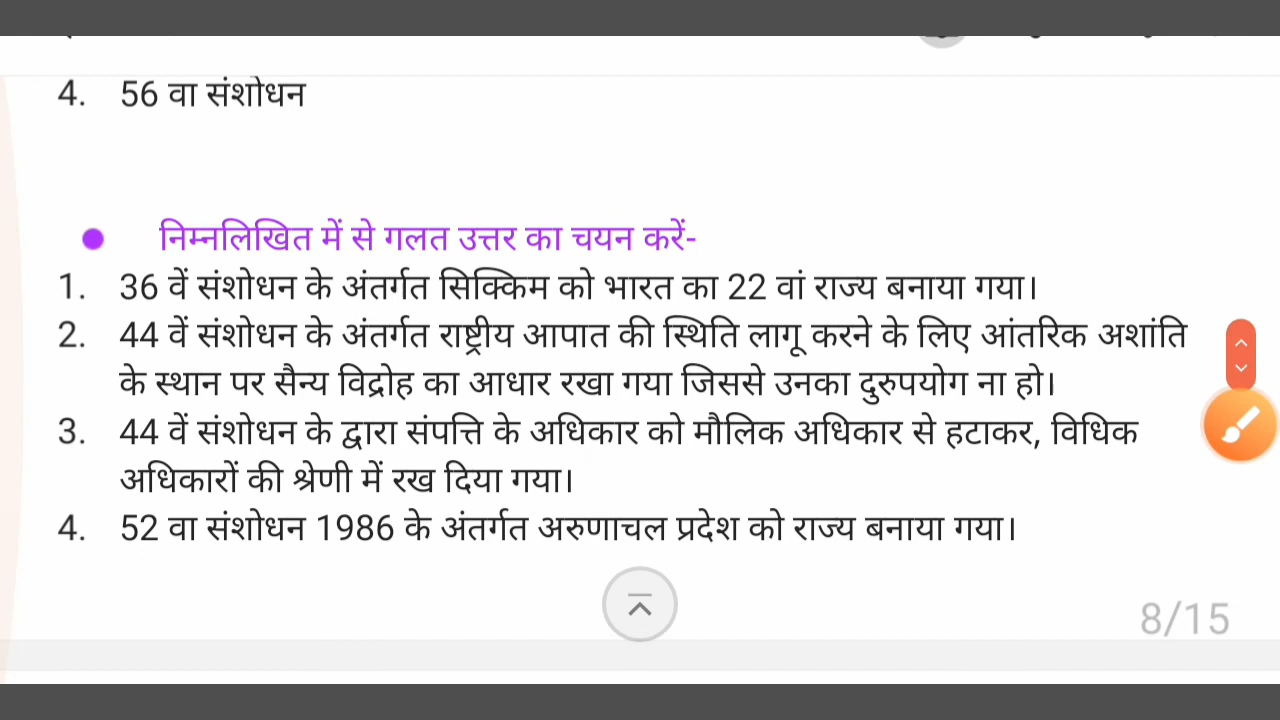 4. 56 वा संशोधन
निम्नलिखित में से गलत उत्तर का चयन करें-
1. 36 वें संशोधन के अंतर्गत सिक्किम को भारत का 22 वां राज्य बनाया गया।
2. 44 वें संशोधन के अंतर्गत राष्ट्रीय आपात की स्थिति लागू करने के लिए आंतरिक अशांति
के स्थान पर सैन्य विद्रोह का आधार रखा गया जिससे उनका दुरुपयोग ना हो।
3. 44 वें संशोधन के द्वारा संपत्ति के अधिकार को मौलिक अधिकार से हटाकर, विधिक
अधिकारों की श्रेणी में रख दिया गया।
4. 52 वा संशोधन 1986 के अंतर्गत अरुणाचल प्रदेश को राज्य बनाया गया।
8/15